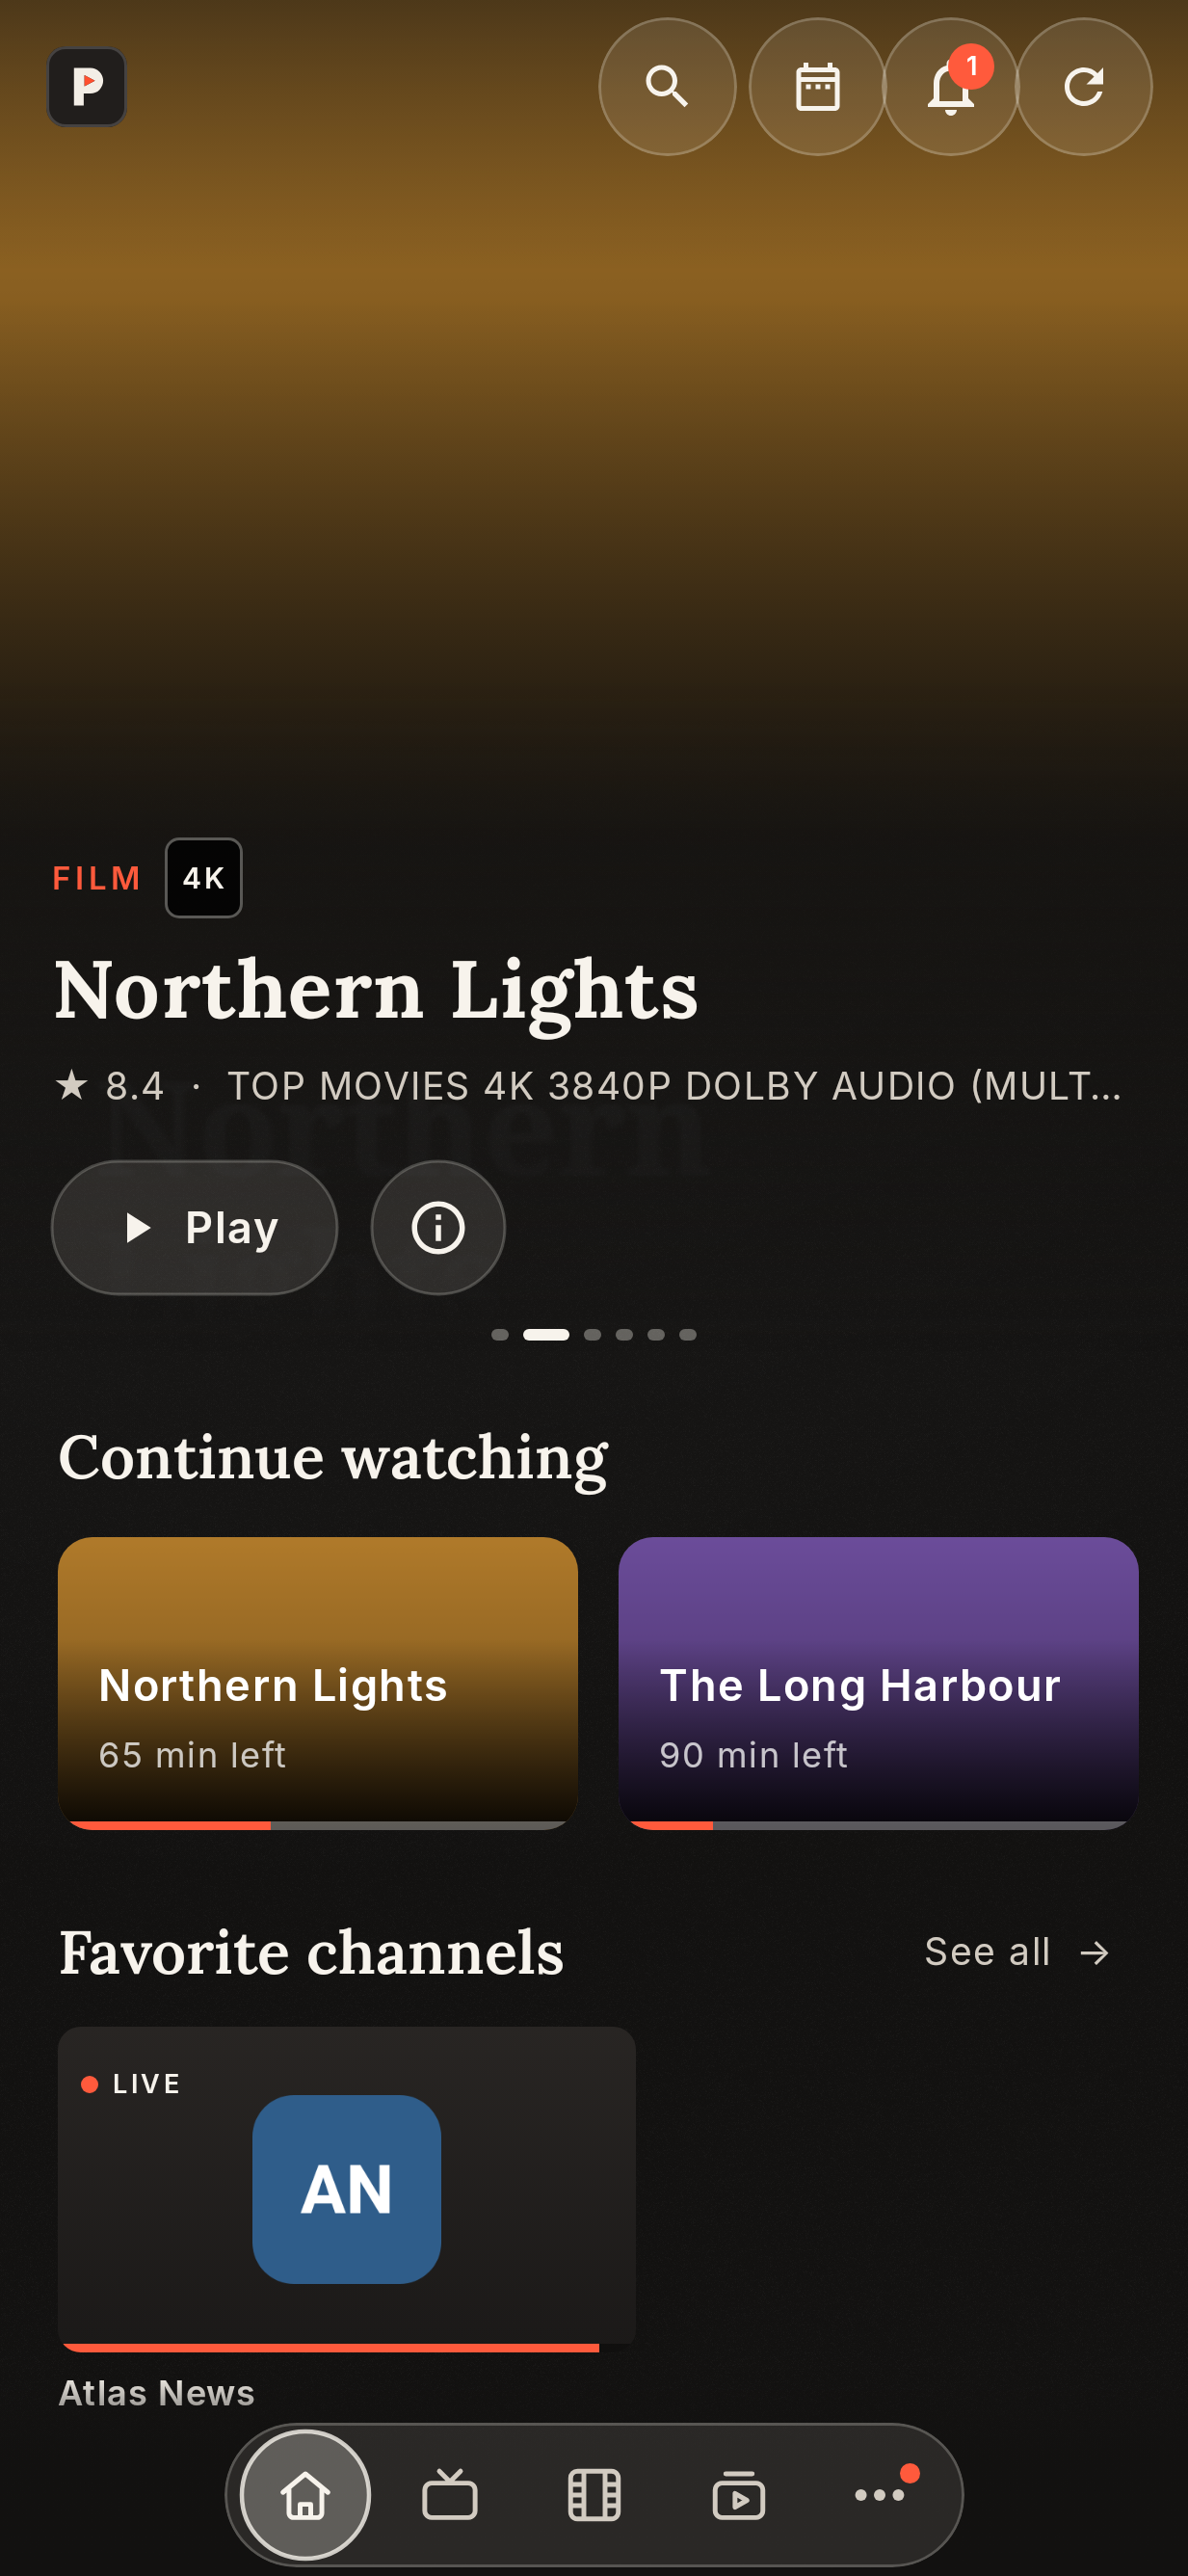 P
1
FILM 4K
Northern Lights
★ 8.4 · TOP MOVIES 4K 3840P DOLBY AUDIO (MULT...
Northern
Play
Continue watching
Northern Lights
65 min left
The Long Harbour
90 min left
Favorite channels
See all →
LIVE
AN
Atlas News